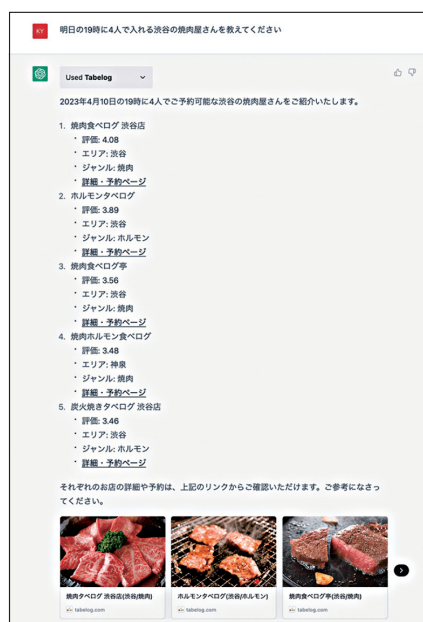 KY
明日の19時に4人で入れる渋谷の焼肉屋さんを教えてください
Used Tabelog
2023年4月10日の19時に4人でご予約可能な渋谷の焼肉屋さんをご紹介いたします。
1. 焼肉食べログ 渋谷店
・ 評価: 4.08
・ エリア: 渋谷
・ ジャンル: 焼肉
・ 詳細・予約ページ
2. ホルモンタベログ
・ 評価: 3.89
・ エリア: 渋谷
・ ジャンル: ホルモン
・ 詳細・予約ページ
3. 焼肉食べログ亭
・ 評価: 3.56
・ エリア: 渋谷
・ ジャンル: 焼肉
・ 詳細・予約ページ
4. 焼肉ホルモン食べログ
・ 評価: 3.48
・ エリア: 神泉
・ ジャンル: 焼肉
・ 詳細・予約ページ
5. 炭火焼きタベログ 渋谷店
・ 評価: 3.46
・ エリア: 渋谷
・ ジャンル: ホルモン
・ 詳細・予約ページ
それぞれのお店の詳細や予約は、上記のリンクからご確認いただけます。ご参考になさっ
てください。
焼肉タベログ 渋谷店(渋谷/焼肉)
tabelog.com
ホルモンタベログ(渋谷/ホルモン)
tabelog.com
焼肉食べログ亭(渋谷/焼肉)
tabelog.com